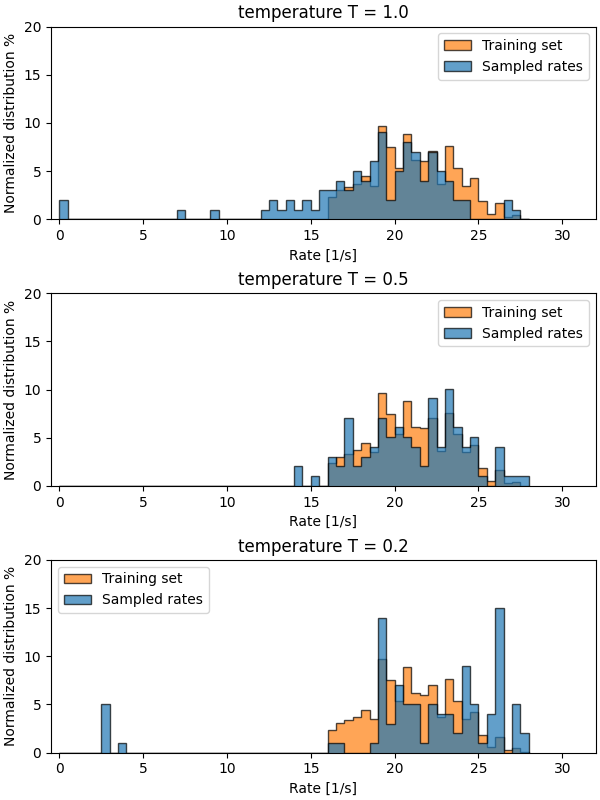 temperature T = 1.0
Normalized distribution %
20
15
10
5
0
Training set
Sampled rates
0 5 10 15 20 25 30
Rate [1/s]
temperature T = 0.5
Normalized distribution %
20
15
10
5
0
Training set
Sampled rates
0 5 10 15 20 25 30
Rate [1/s]
temperature T = 0.2
Normalized distribution %
20
15
10
5
0
Training set
Sampled rates
0 5 10 15 20 25 30
Rate [1/s]